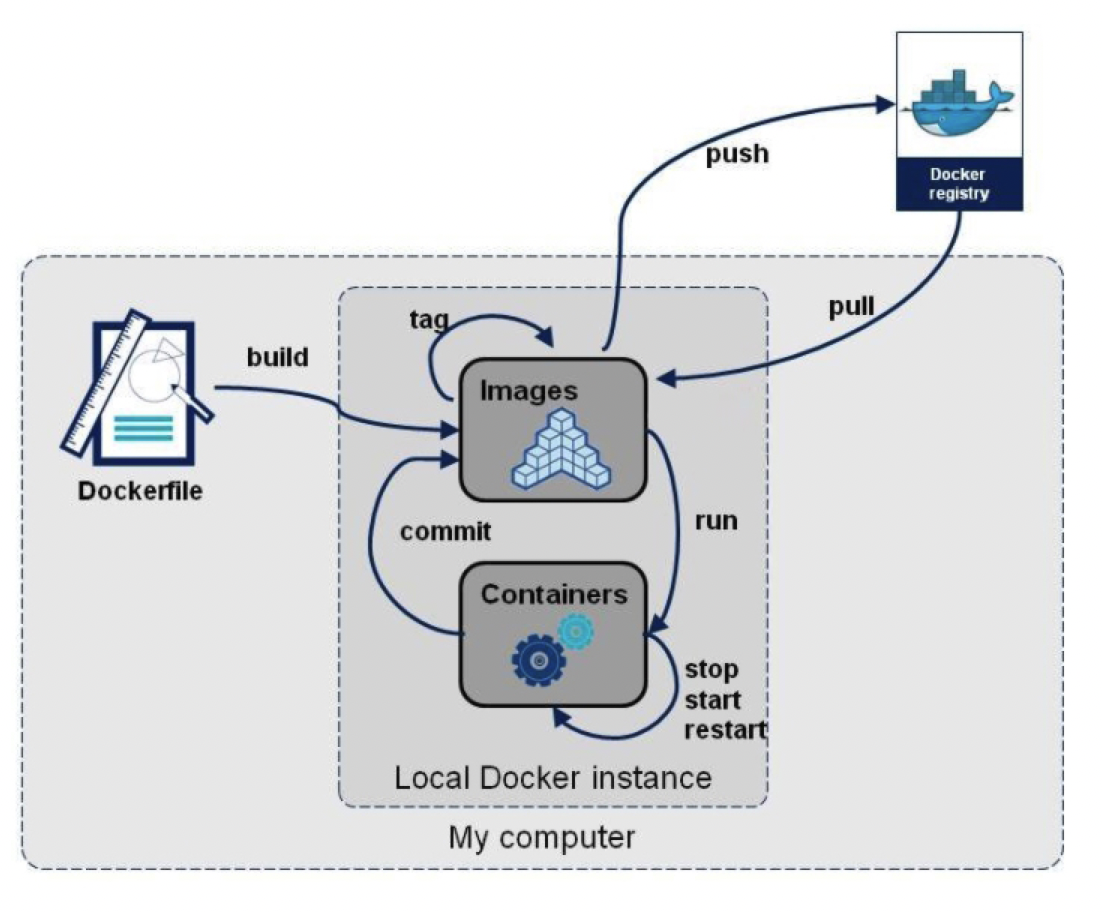 push
Docker
registry
pull
tag
build
Images
Dockerfile
commit
run
Containers
stop
start
restart
Local Docker instance
My computer